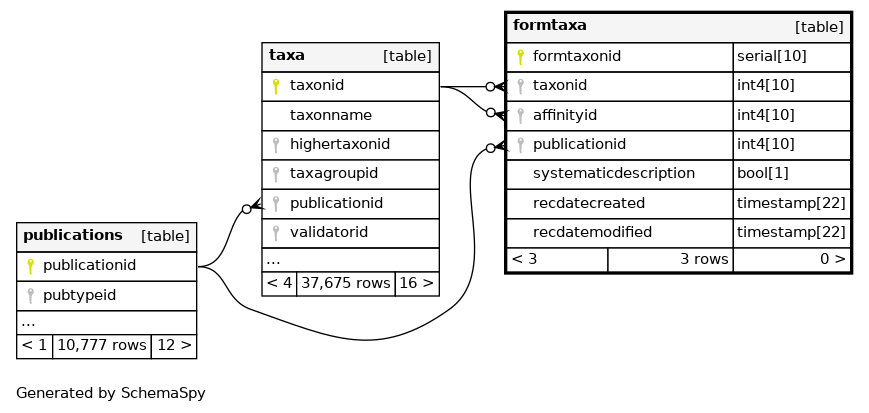 publications [table]
publicationid
pubtypeid
...
< 1 10,777 rows 12 >
taxa [table]
taxonid
taxonname
highertaxonid
taxagroupid
publicationid
validatorid
...
< 4 37,675 rows 16 >
formtaxa [table]
formtaxonid serial[10]
taxonid int4[10]
affinityid int4[10]
publicationid int4[10]
systematicdescription bool[1]
recdatecreated timestamp[22]
recdatemodified timestamp[22]
< 3 3 rows 0 >
Generated by SchemaSpy